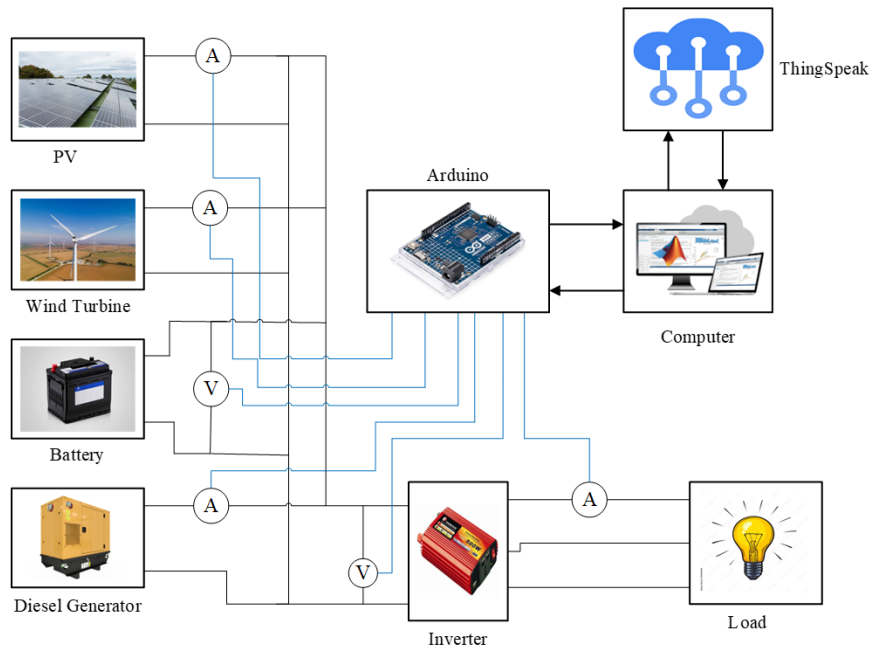 A
ThingSpeak
PV
Arduino
A
Wind Turbine
Computer
V
Battery
A
A
V
Diesel Generator
Inverter
Load